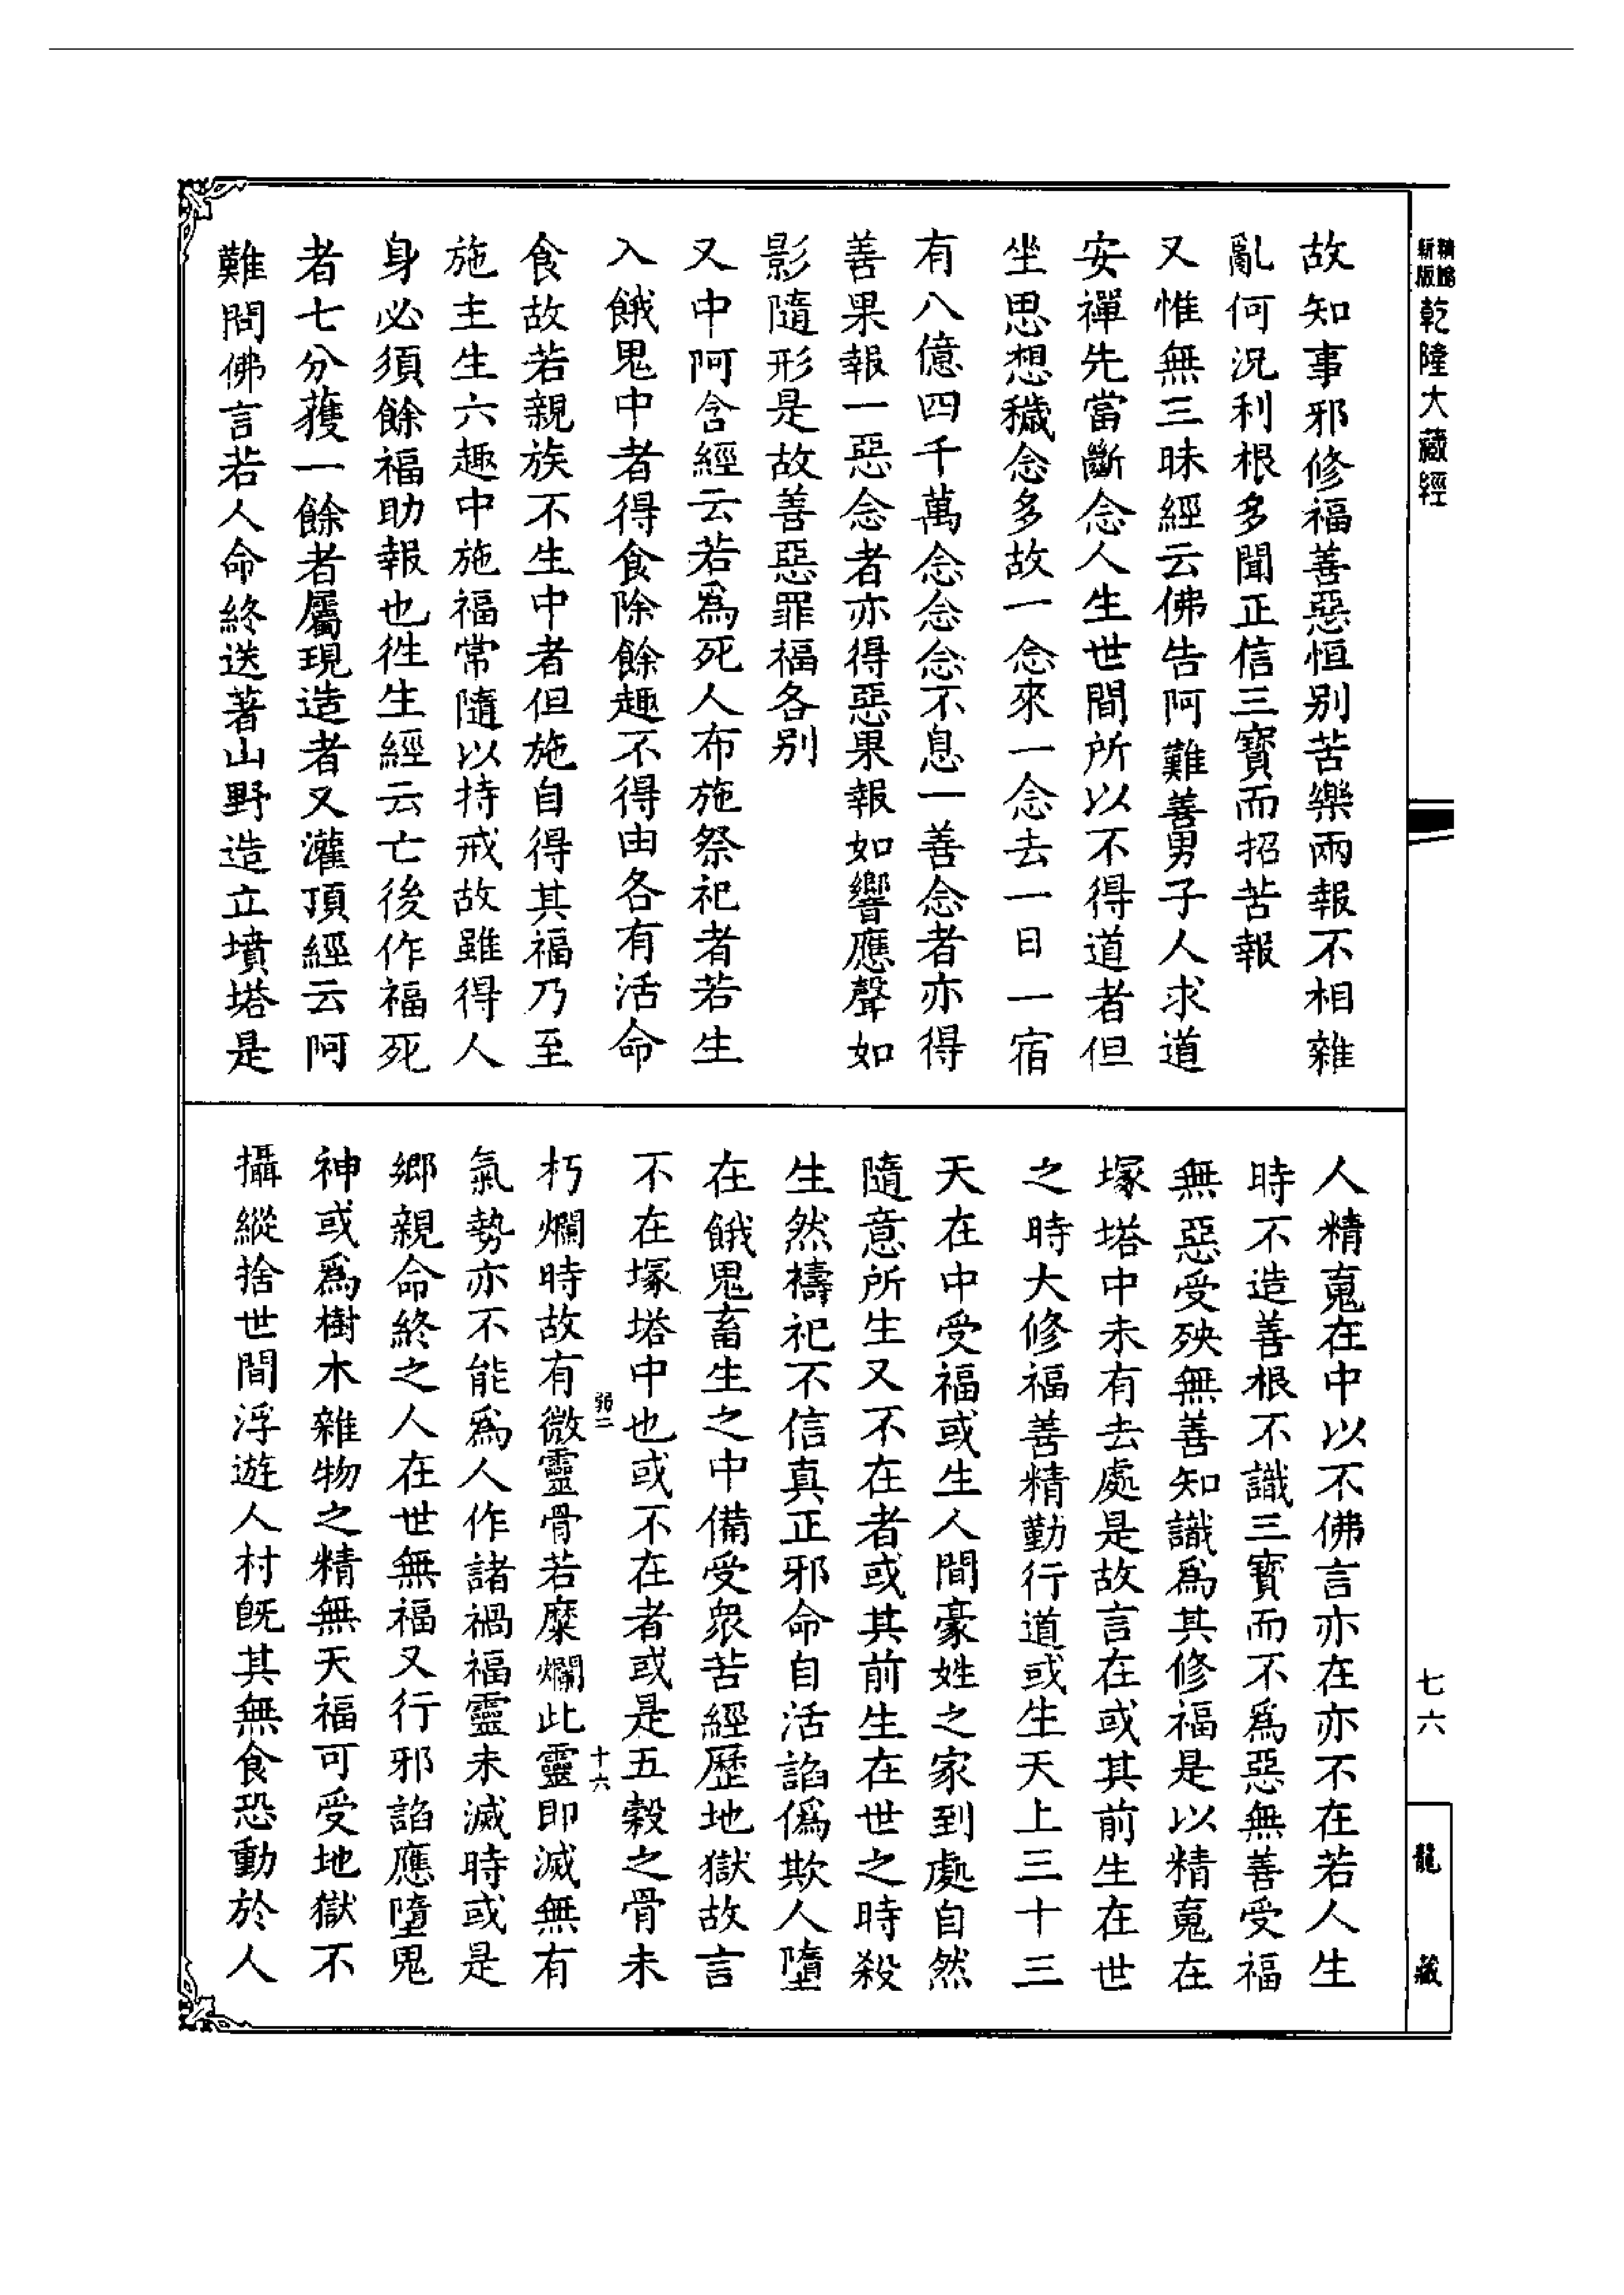 新版
精縮
乾隆大藏經
故知事邪修福善惡恒别苦樂兩報不相雜
亂何況利根多聞正信三寶而招苦報
又惟無三昧經云佛告阿難善男子人求道
安禪先當斷念人生世間所以不得道者但
坐思想穢念多故一念來一念去一日一宿
有八億四千萬念念念不息一善念者亦得
善果報一惡念者亦得惡果報如響應聲如
影隨形是故善惡罪福各别
又中阿含經云若爲死人布施祭祀者若生
入餓鬼中者得食除餘趣不得由各有活命
食故若親族不生中者但施自得其福乃至
施主生六趣中施福常隨以持戒故雖得人
身必須餘福助報也徃生經云亡後作福死
者七分獲一餘者屬現造者又灌頂經云阿
難問佛言若人命終送著山野造立墳塔是
人精䰟在中以不佛言亦在亦不在若人生
時不造善根不識三寶而不爲惡無善受福
無惡受殃無善知識爲其修福是以精䰟在
塚塔中未有去處是故言在或其前生在世
之時大修福善精勤行道或生天上三十三
天在中受福或生人間豪姓之家到處自然
隨意所生又不在者或其前生在世之時殺
生然禱祀不信真正邪命自活諂僞欺人墮
在餓鬼畜生之中備受衆苦經歷地獄故言
不在塚塔中也或不在者或是五穀之骨未
弱二
十六
朽爛時故有微靈骨若糜爛此靈即滅無有
氣勢亦不能爲人作諸禍福靈未滅時或是
鄉親命終之人在世無福又行邪諂應墮鬼
神或爲樹木雜物之精無天福可受地獄不
攝縱捨世間浮遊人村旣其無食恐動於人
七六
龍藏